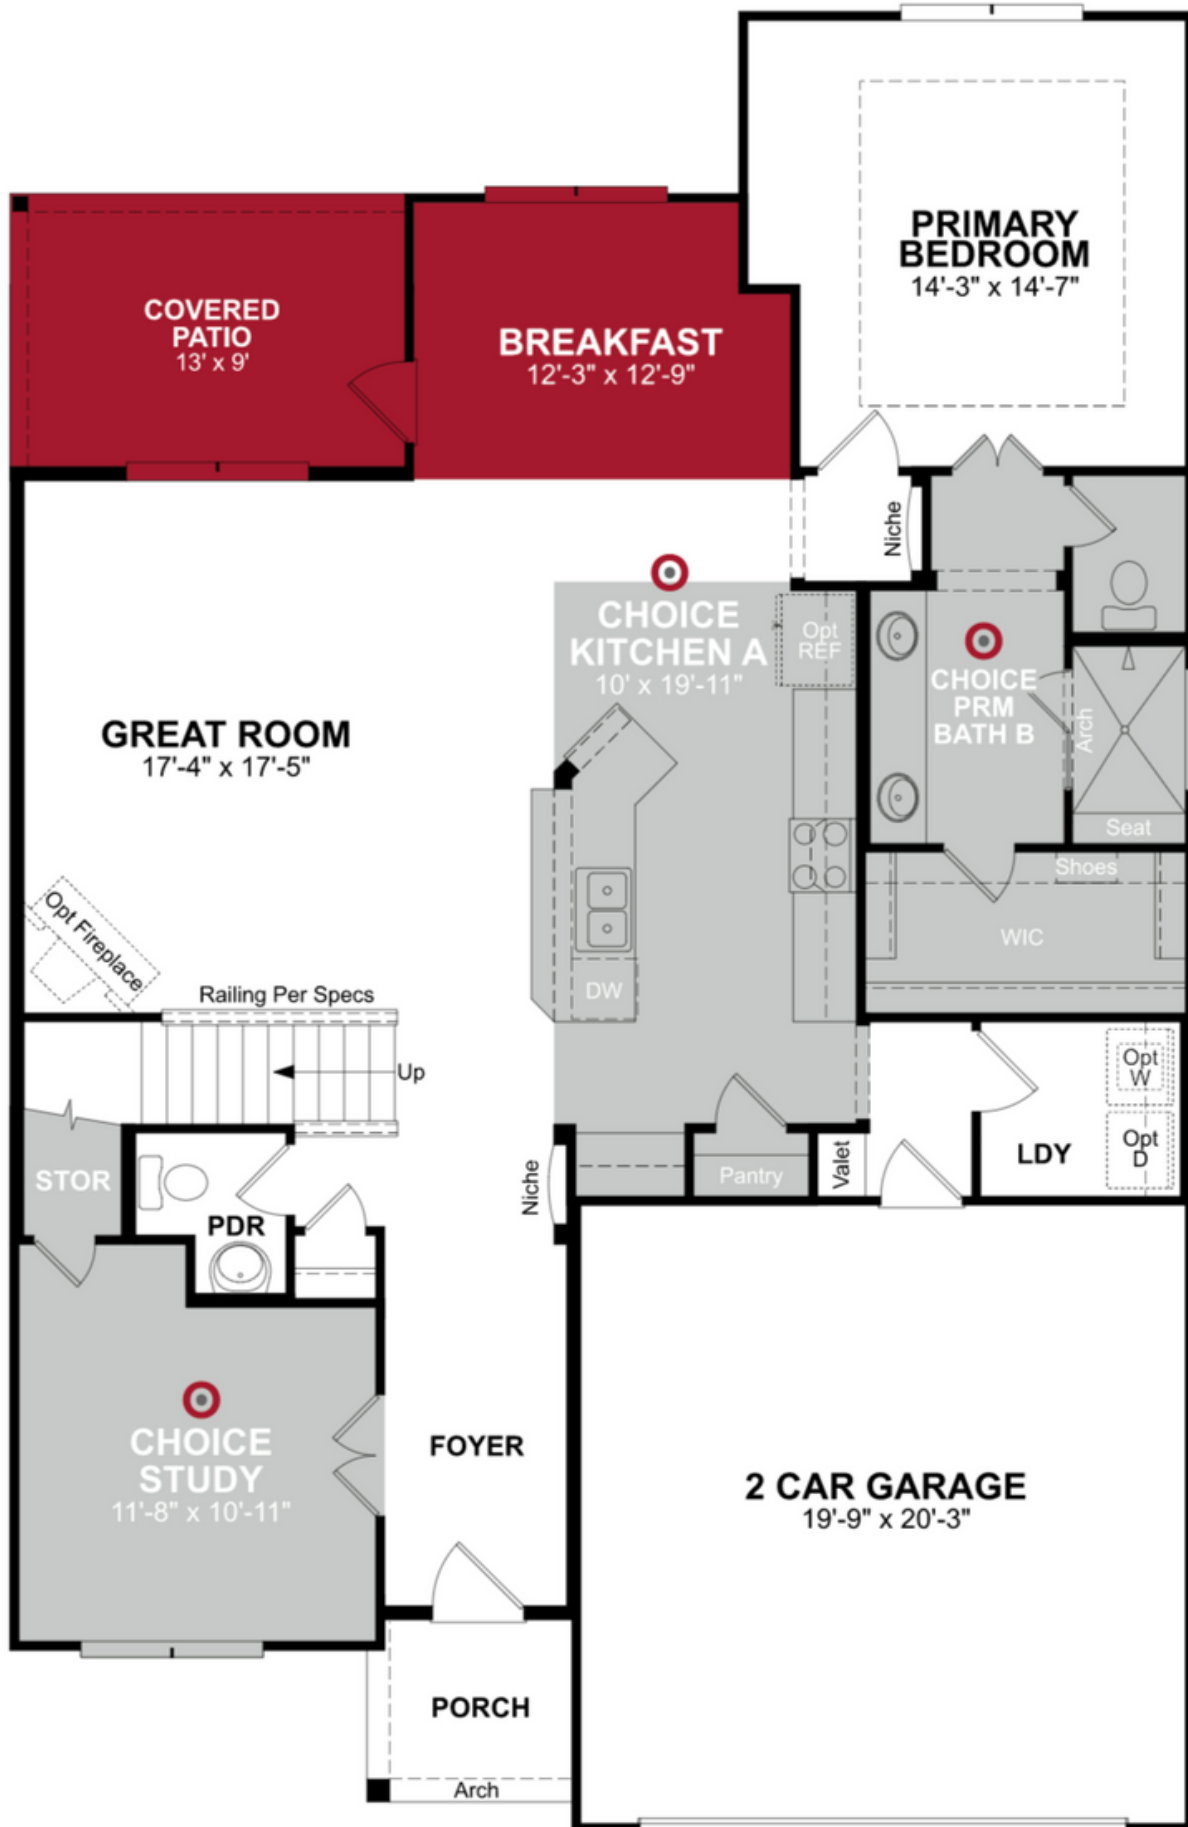 PRIMARY
BEDROOM
14'-3" x 14'-7"
COVERED
PATIO
13' x 9'
BREAKFAST
12'-3" x 12'-9"
Niche
CHOICE
KITCHEN A
10' x 19'-11"
Opt
REF
CHOICE
PRM
BATH B
Arch
Seat
GREAT ROOM
17'-4" x 17'-5"
Shoes
WIC
Opt Fireplace
DW
Railing Per Specs
Up
Opt
W
Opt
D
LDY
Valet
Pantry
Niche
STOR
PDR
CHOICE
STUDY
11'-8" x 10'-11"
FOYER
2 CAR GARAGE
19'-9" x 20'-3"
PORCH
Arch